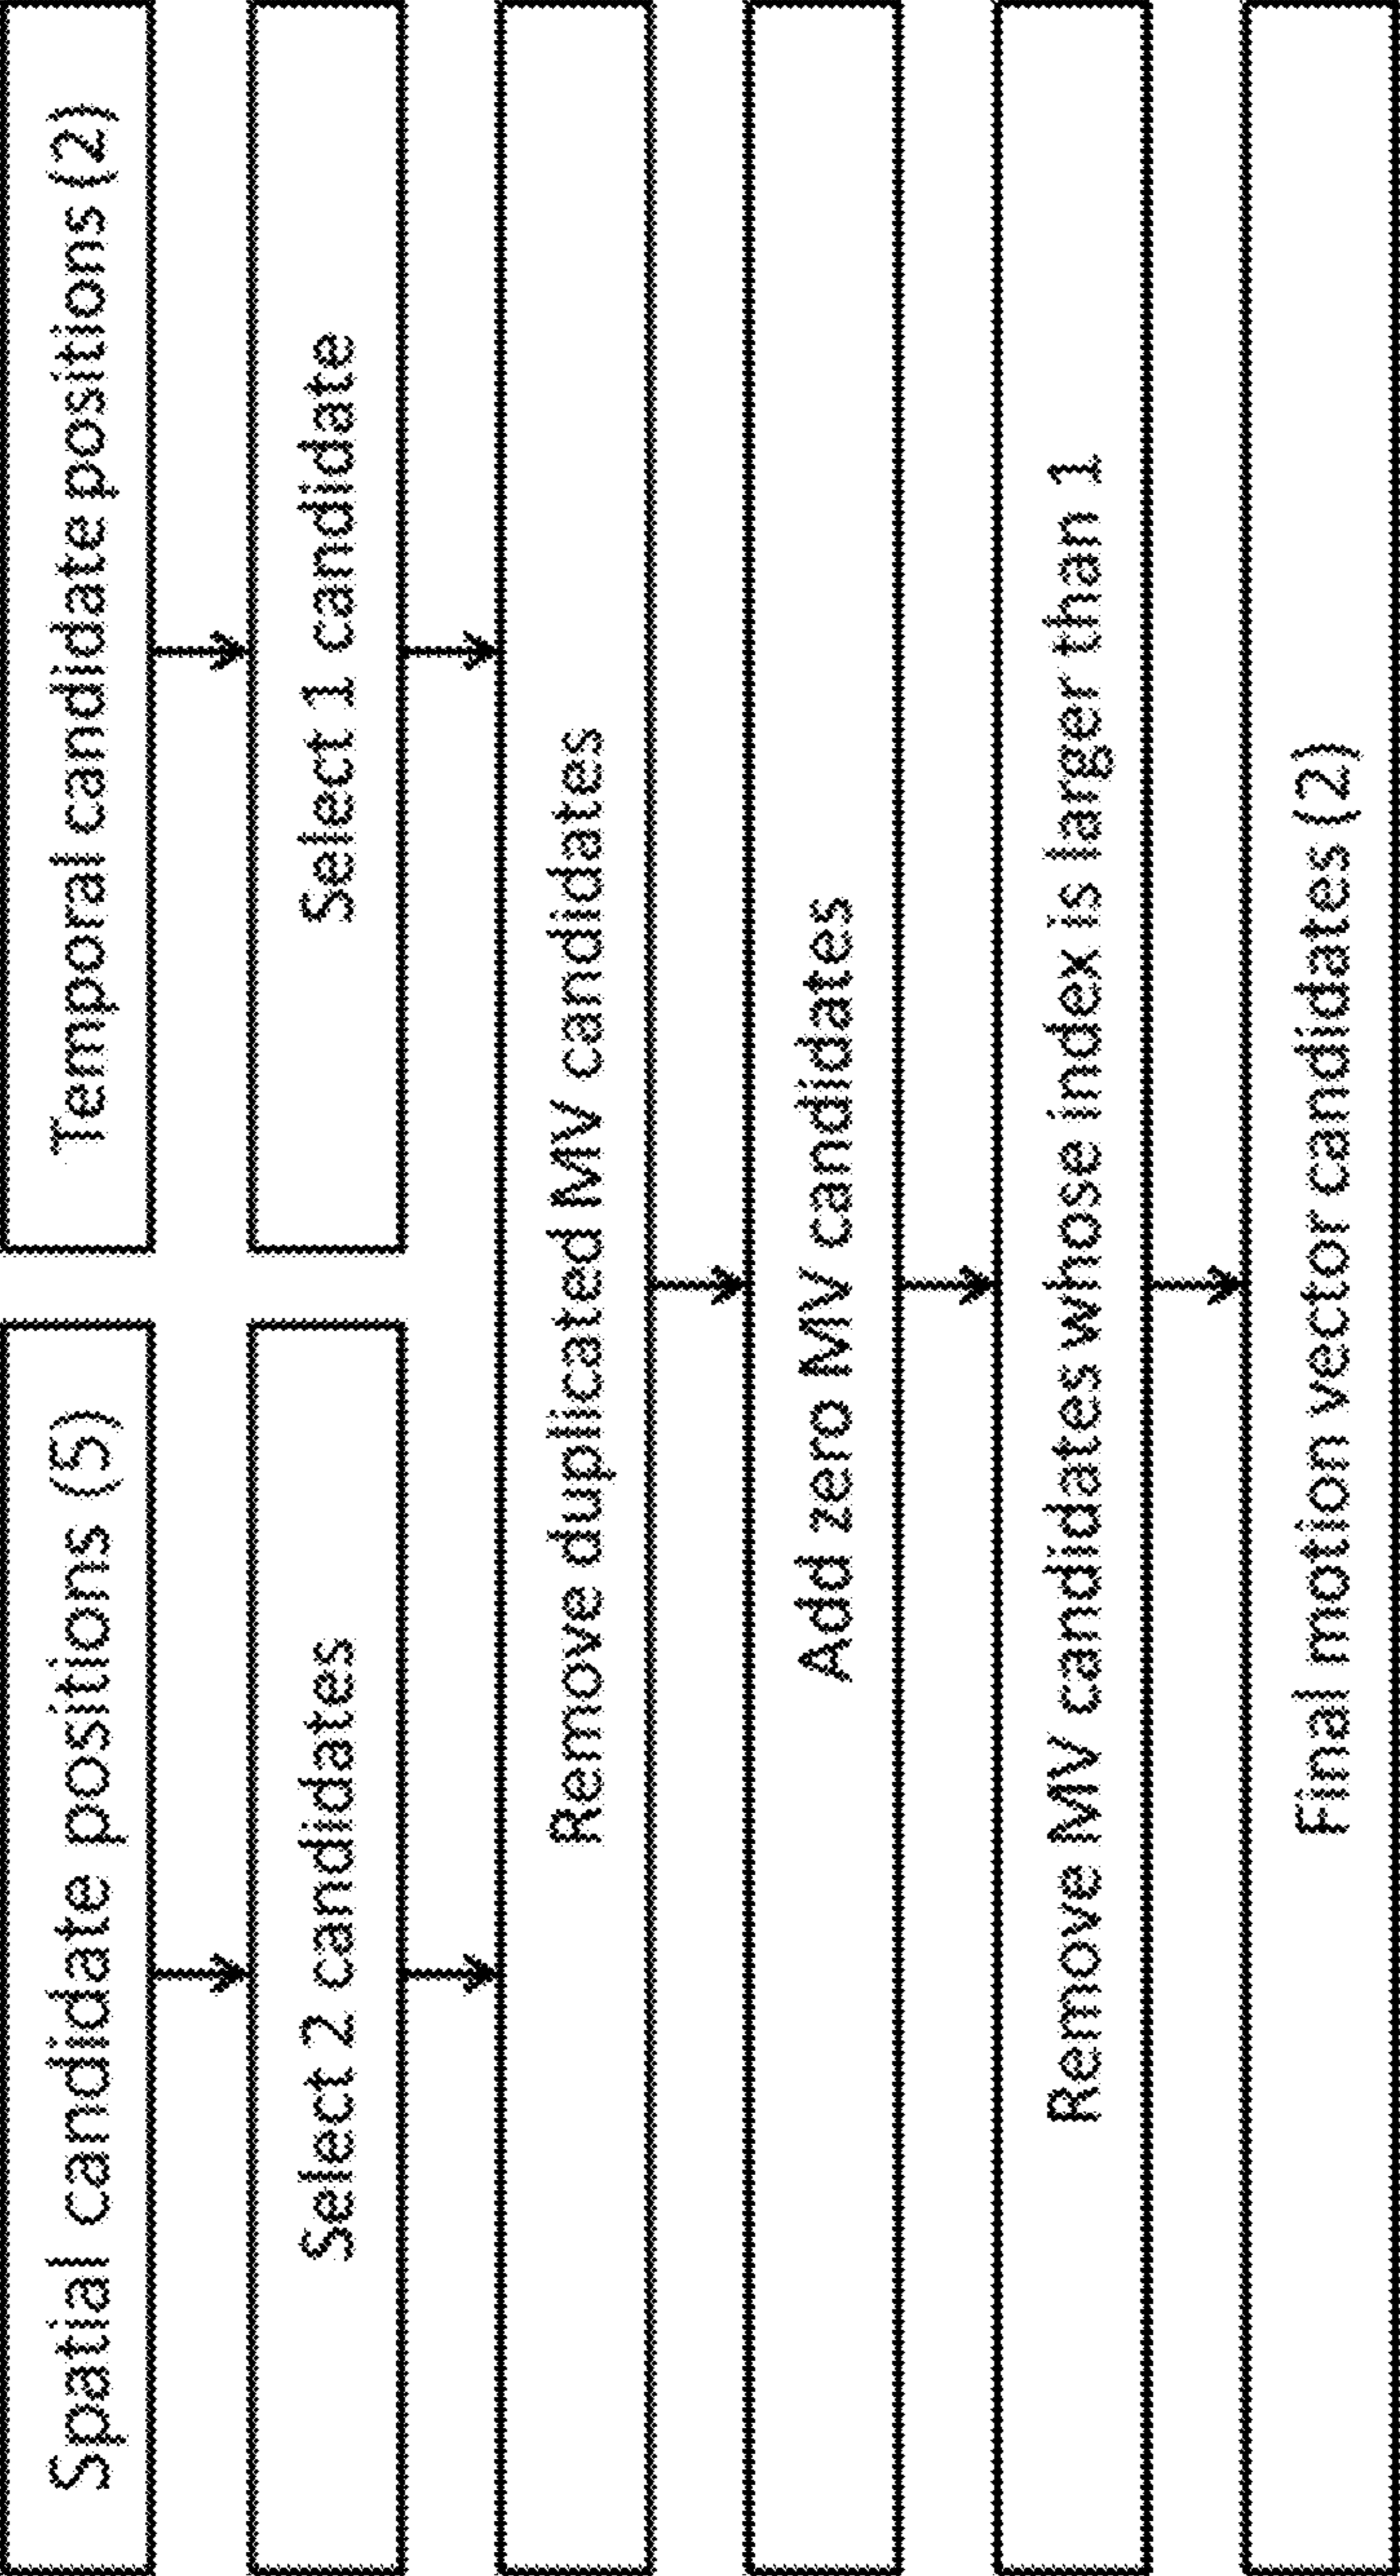 Spatial candidate positions (5)
Temporal candidate positions (2)
Select 2 candidates
Select 1 candidate
Remove duplicated MV candidates
Add zero MV candidates
Remove MV candidates whose index is larger than 1
Final motion vector candidates (2)